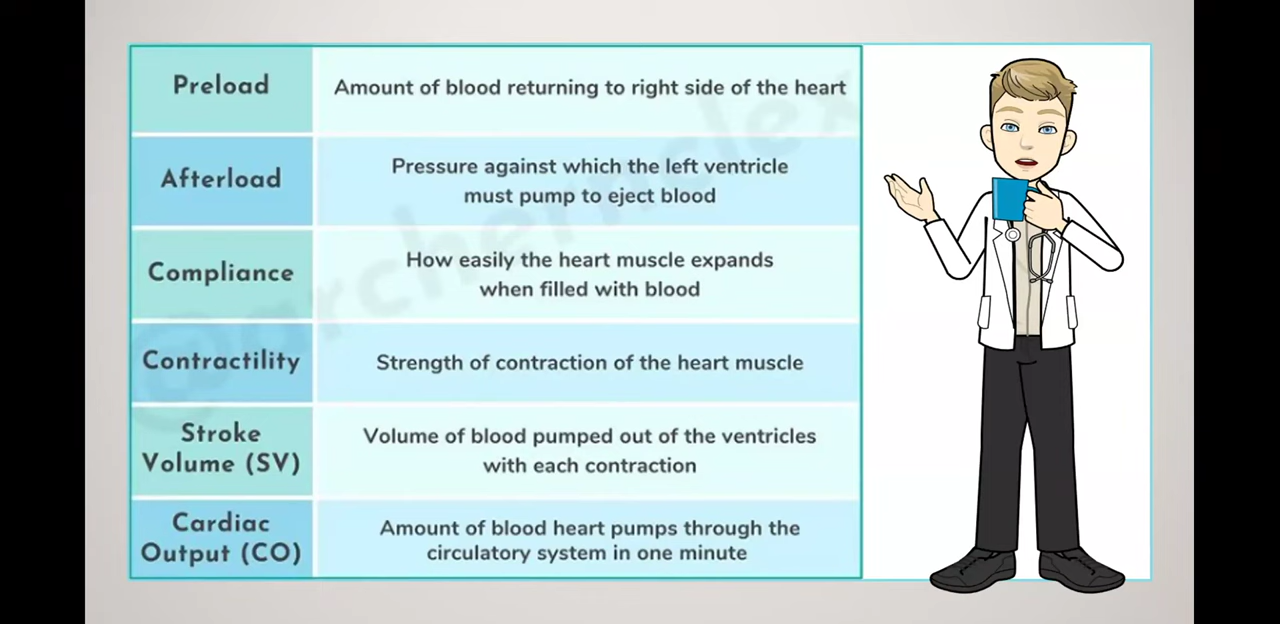 Preload
Amount of blood returning to right side of the heart
Afterload
Pressure against which the left ventricle
must pump to eject blood
Compliance
How easily the heart muscle expands
when filled with blood
Contractility
Strength of contraction of the heart muscle
Stroke
Volume (SV)
Volume of blood pumped out of the ventricles
with each contraction
Cardiac
Output (CO)
Amount of blood heart pumps through the
circulatory system in one minute
@archernclex